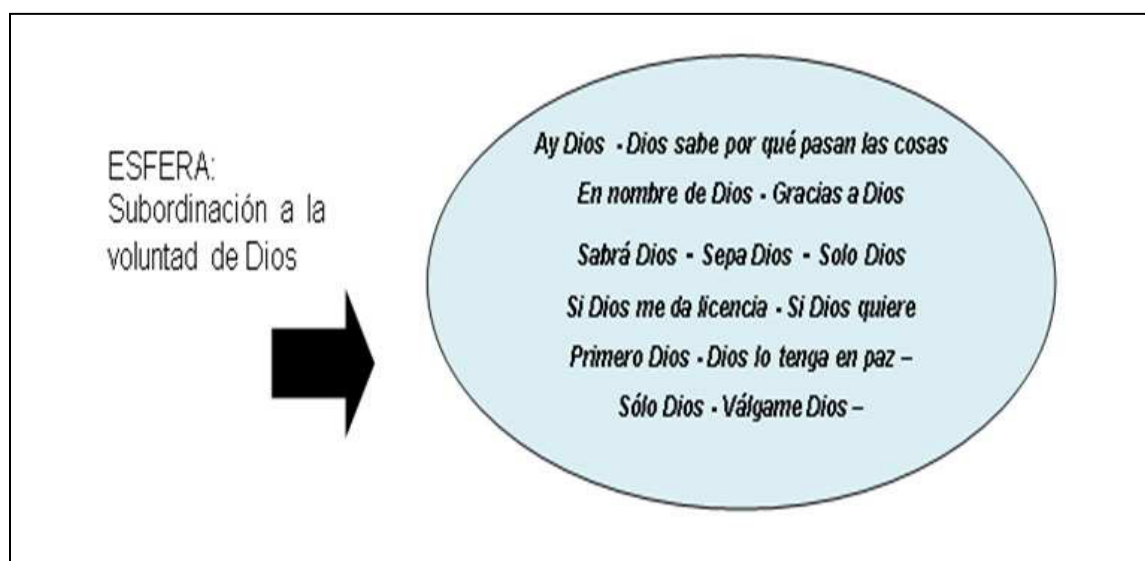 ESFERA:
Subordinación a la
voluntad de Dios
Ay Dios - Dios sabe por qué pasan las cosas
En nombre de Dios - Gracias a Dios
Sabrá Dios - Sepa Dios - Solo Dios
Si Dios me da licencia - Si Dios quiere
Primero Dios - Dios lo tenga en paz –
Sólo Dios - Válgame Dios –